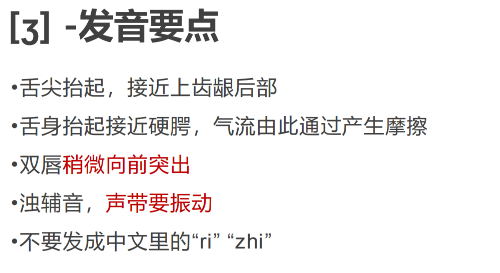 [ʒ] -发音要点
•舌尖抬起，接近上齿龈后部
•舌身抬起接近硬腭，气流由此通过产生摩擦
•双唇稍微向前突出
•浊辅音，声带要振动
•不要发成中文里的“ri” “zhi”